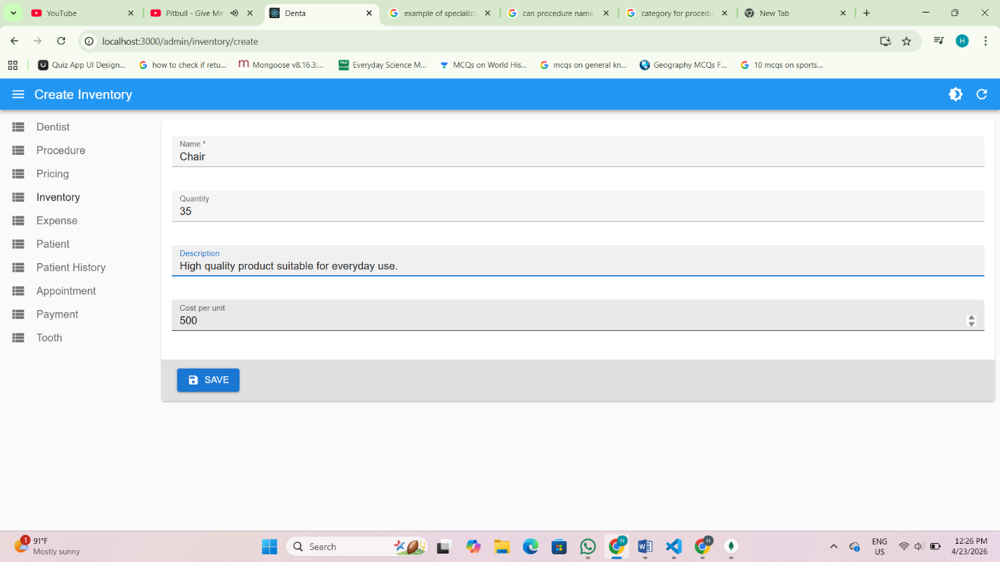 YouTube
Pitbull - Give Me
Denta
example of specializa
can procedure name
category for procedu
New Tab
localhost:3000/admin/inventory/create
H
Quiz App UI Design...
how to check if retu...
Mongoose v8.16.3:...
Everyday Science M...
MCQs on World His...
mcqs on general kn...
Geography MCQs F...
10 mcqs on sports...
Create Inventory
Dentist
Procedure
Pricing
Inventory
Expense
Patient
Patient History
Appointment
Payment
Tooth
Name *
Chair
Quantity
35
Description
High quality product suitable for everyday use.
Cost per unit
500
SAVE
1
91°F
Mostly sunny
Search
H
H
ENG
US
12:26 PM
4/23/2026